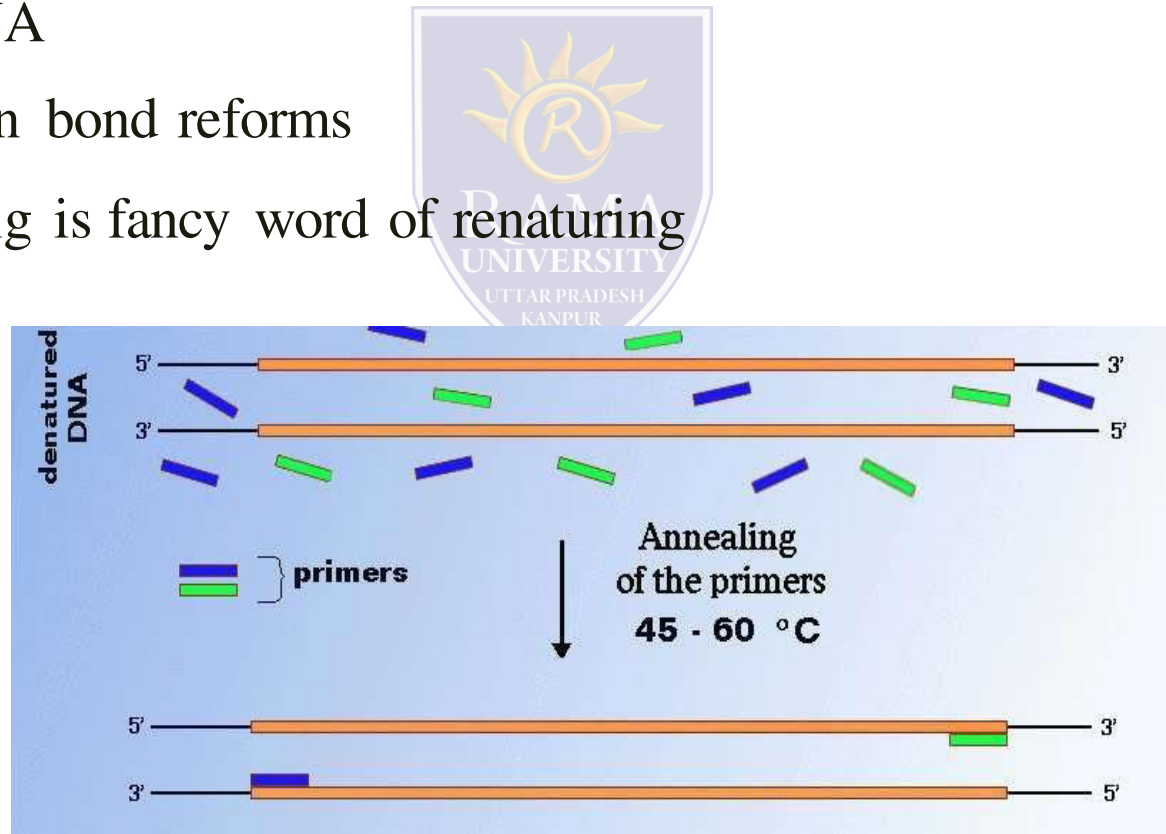 n bond reforms
g is fancy word of renaturing
R
RAMA
UNIVERSITY
UTTAR PRADESH
KANPUR
denatured
DNA
5' 3'
3' 5'
primers
Annealing
of the primers
45 - 60 °C
5' 3'
3' 5'